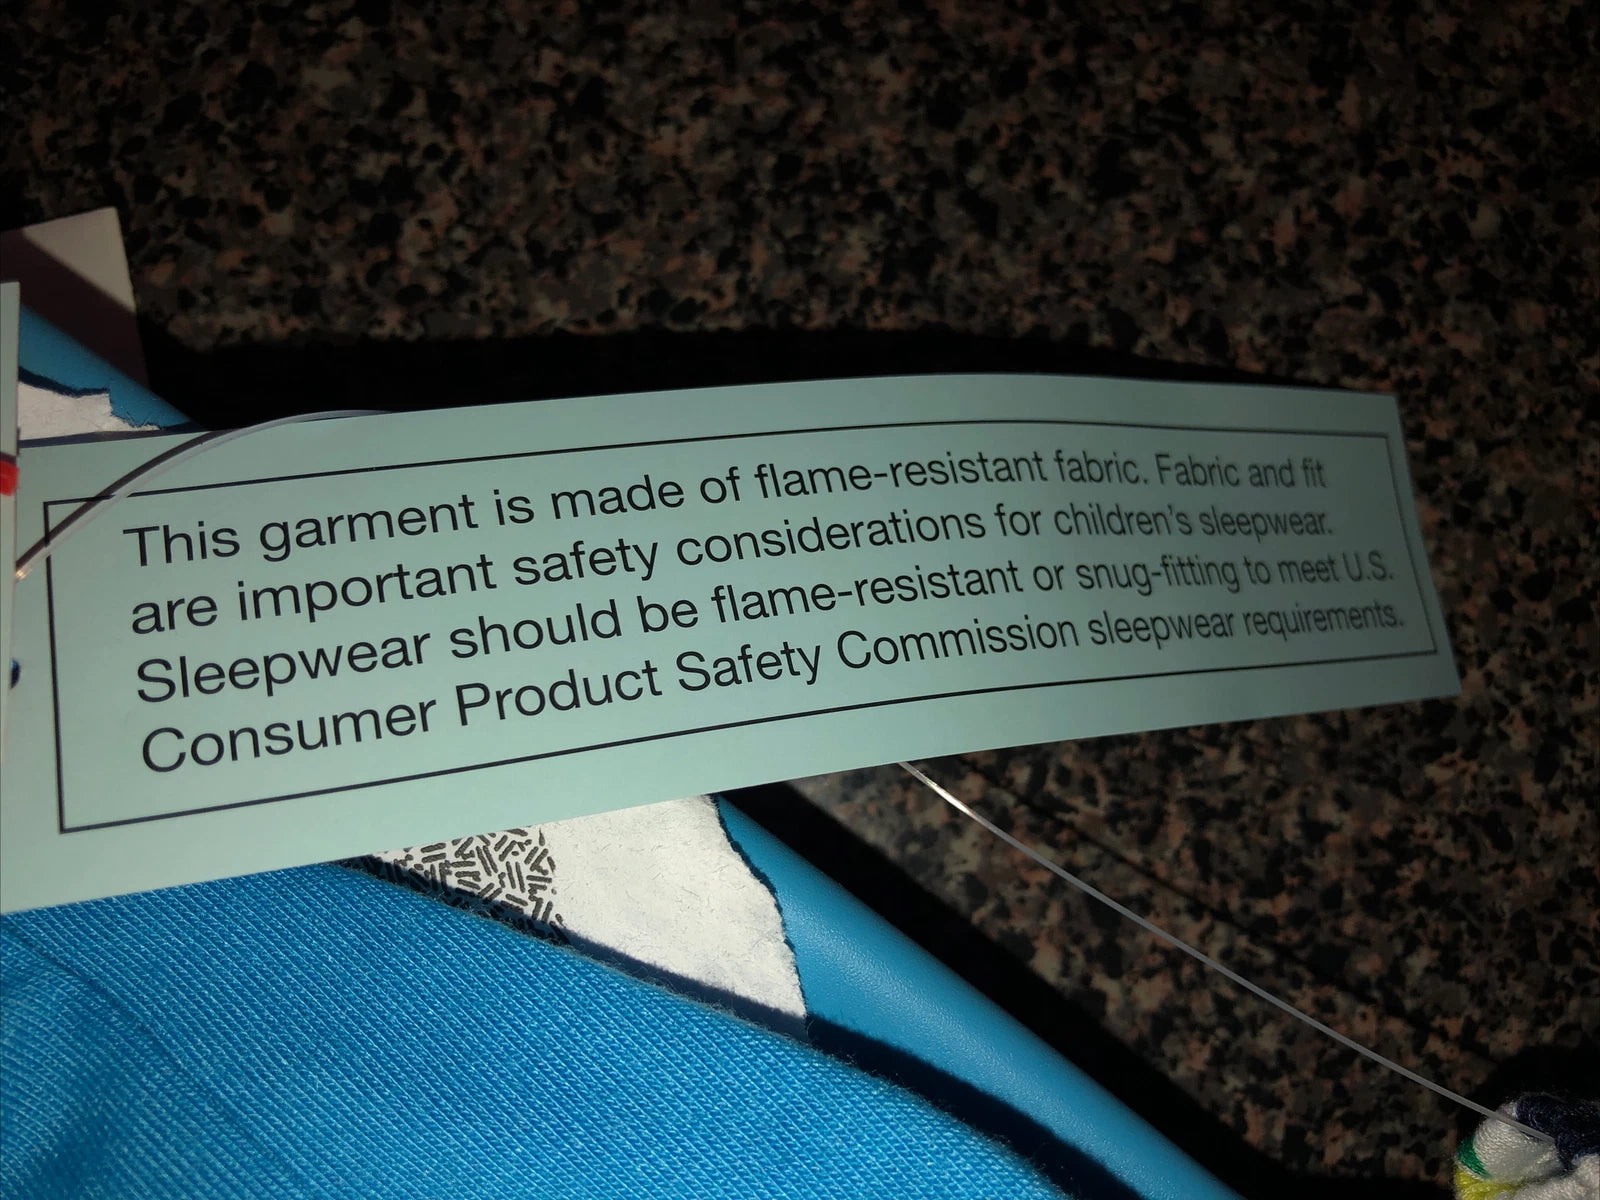 This garment is made of flame-resistant fabric. Fabric and fit
are important safety considerations for children's sleepwear.
Sleepwear should be flame-resistant or snug-fitting to meet U.S.
Consumer Product Safety Commission sleepwear requirements.